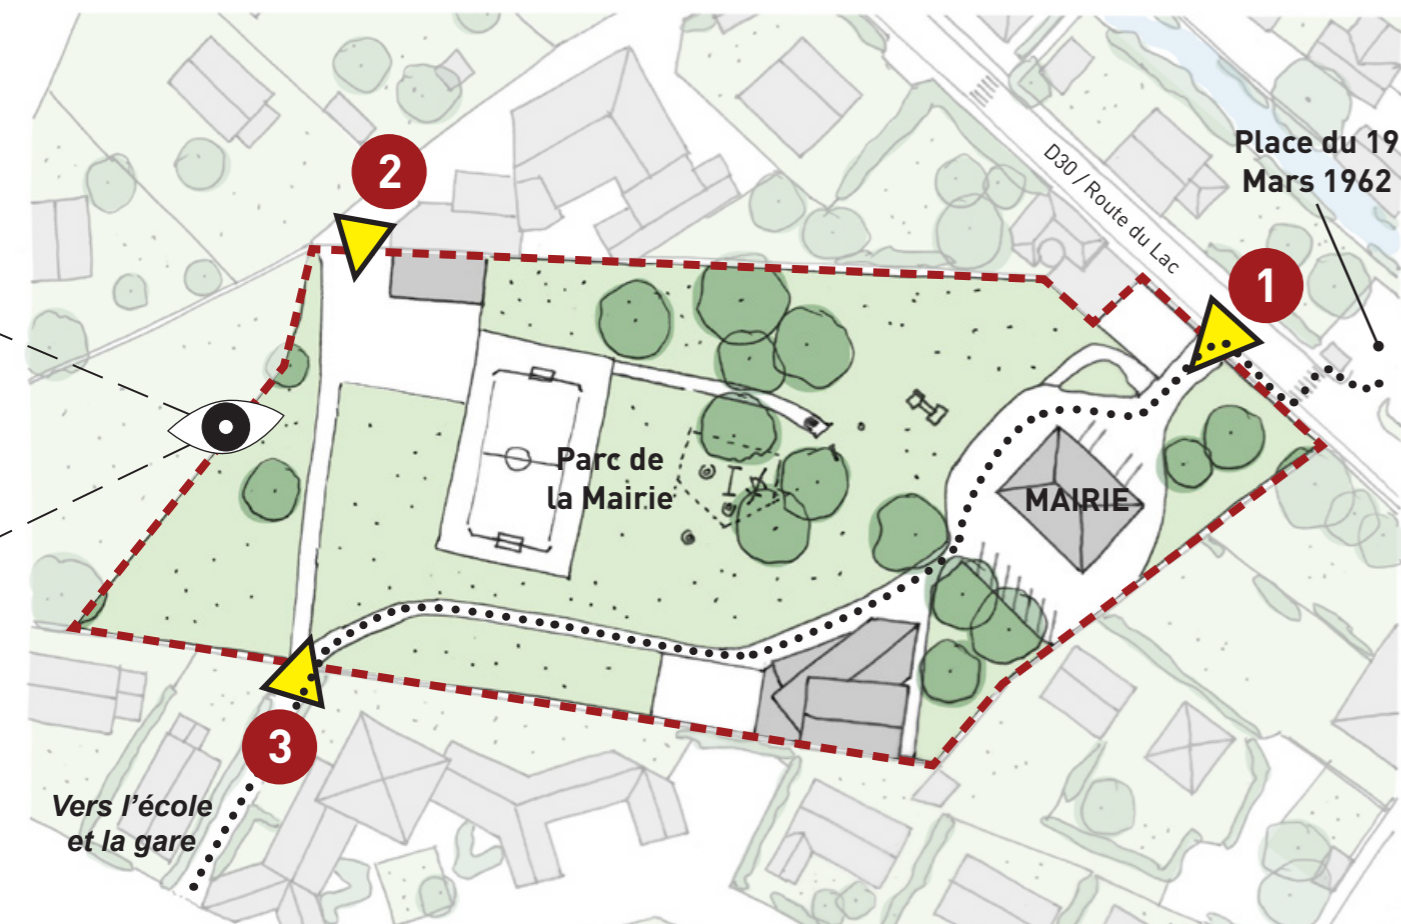 2
Place du 19
Mars 1962
D30 / Route du Lac
1
Parc de
la Mairie
MAIRIE
3
Vers l'école
et la gare